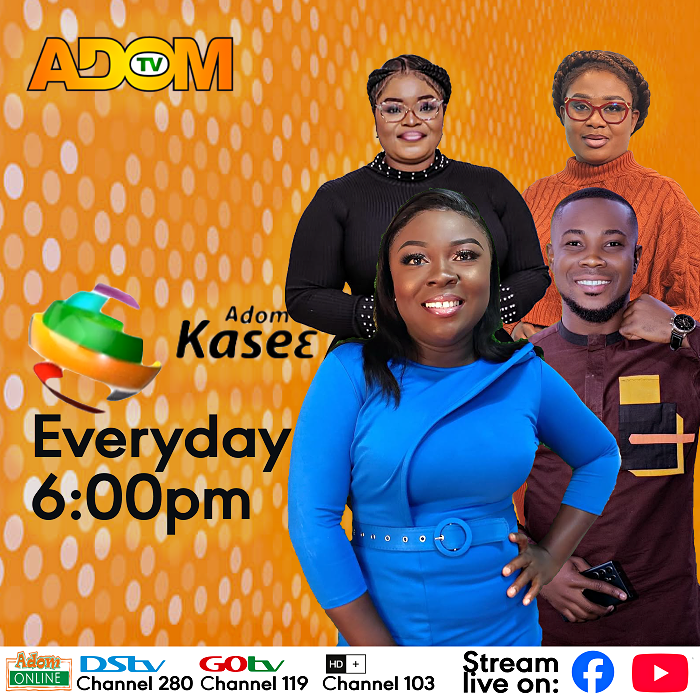 ADOM
TV
Adom
Kaseɛ
Everyday
6:00pm
Adom
ONLINE
DStv
Channel 280
GOtv
Channel 119
HD +
Channel 103
Stream
live on: